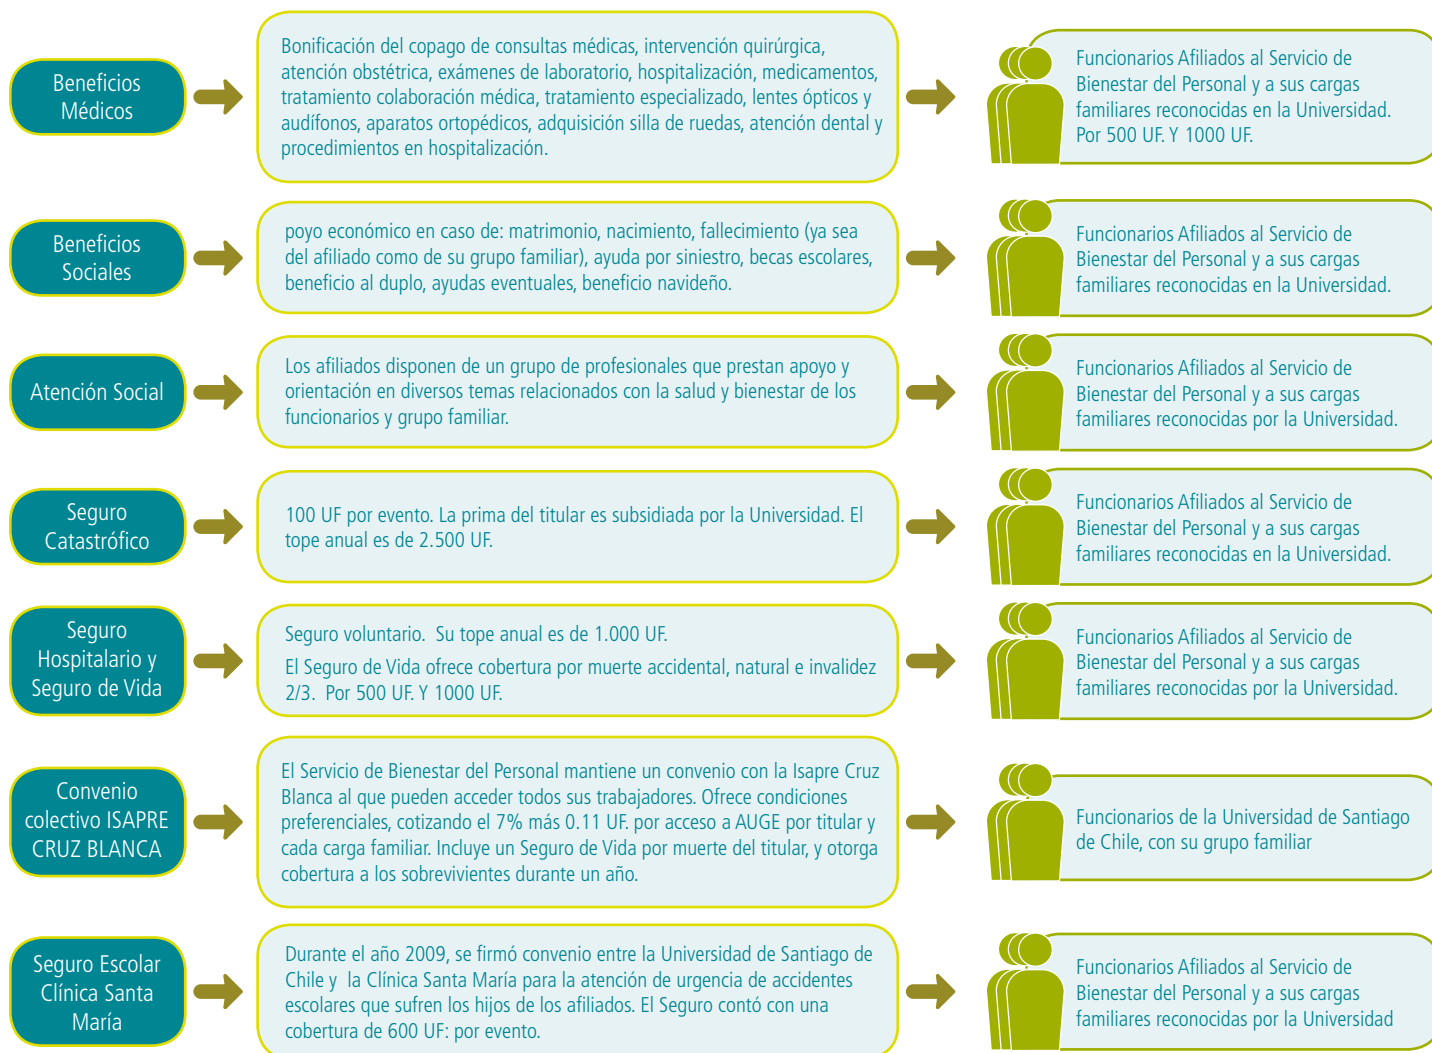 Beneficios
Médicos
Bonificación del copago de consultas médicas, intervención quirúrgica,
atención obstétrica, exámenes de laboratorio, hospitalización, medicamentos,
tratamiento colaboración médica, tratamiento especializado, lentes ópticos y
audífonos, aparatos ortopédicos, adquisición silla de ruedas, atención dental y
procedimientos en hospitalización.
Funcionarios Afiliados al Servicio de
Bienestar del Personal y a sus cargas
familiares reconocidas en la Universidad.
Por 500 UF. Y 1000 UF.
Beneficios
Sociales
poyo económico en caso de: matrimonio, nacimiento, fallecimiento (ya sea
del afiliado como de su grupo familiar), ayuda por siniestro, becas escolares,
beneficio al duplo, ayudas eventuales, beneficio navideño.
Funcionarios Afiliados al Servicio de
Bienestar del Personal y a sus cargas
familiares reconocidas en la Universidad.
Atención Social
Los afiliados disponen de un grupo de profesionales que prestan apoyo y
orientación en diversos temas relacionados con la salud y bienestar de los
funcionarios y grupo familiar.
Funcionarios Afiliados al Servicio de
Bienestar del Personal y a sus cargas
familiares reconocidas por la Universidad.
Seguro
Catastrófico
100 UF por evento. La prima del titular es subsidiada por la Universidad. El
tope anual es de 2.500 UF.
Funcionarios Afiliados al Servicio de
Bienestar del Personal y a sus cargas
familiares reconocidas en la Universidad.
Seguro
Hospitalario y
Seguro de Vida
Seguro voluntario. Su tope anual es de 1.000 UF.
El Seguro de Vida ofrece cobertura por muerte accidental, natural e invalidez
2/3. Por 500 UF. Y 1000 UF.
Funcionarios Afiliados al Servicio de
Bienestar del Personal y a sus cargas
familiares reconocidas por la Universidad.
Convenio
colectivo ISAPRE
CRUZ BLANCA
El Servicio de Bienestar del Personal mantiene un convenio con la Isapre Cruz
Blanca al que pueden acceder todos sus trabajadores. Ofrece condiciones
preferenciales, cotizando el 7% más 0.11 UF. por acceso a AUGE por titular y
cada carga familiar. Incluye un Seguro de Vida por muerte del titular, y otorga
cobertura a los sobrevivientes durante un año.
Funcionarios de la Universidad de Santiago
de Chile, con su grupo familiar
Seguro Escolar
Clínica Santa
María
Durante el año 2009, se firmó convenio entre la Universidad de Santiago de
Chile y la Clínica Santa María para la atención de urgencia de accidentes
escolares que sufren los hijos de los afiliados. El Seguro contó con una
cobertura de 600 UF: por evento.
Funcionarios Afiliados al Servicio de
Bienestar del Personal y a sus cargas
familiares reconocidas por la Universidad